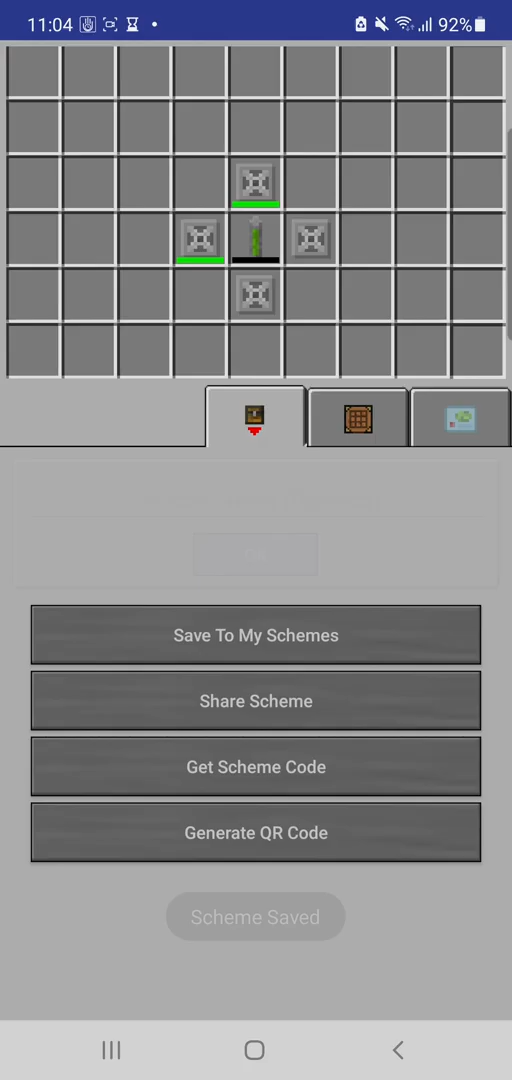 11:04
92%
Save To My Schemes
Share Scheme
Get Scheme Code
Generate QR Code
Scheme Saved